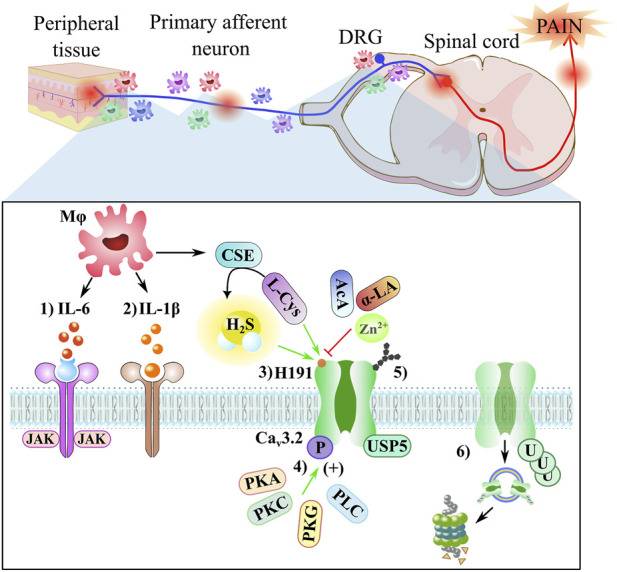 Peripheral
tissue
Primary afferent
neuron
DRG
Spinal cord
PAIN
Mφ
CSE
L-Cys
AcA
α-LA
1) IL-6
2) IL-1β
H₂S
Zn²⁺
3) H191
5)
JAK
JAK
Caᵥ3.2
P
USP5
4)
(+)
6)
U
U
U
PKA
PKC
PKG
PLC